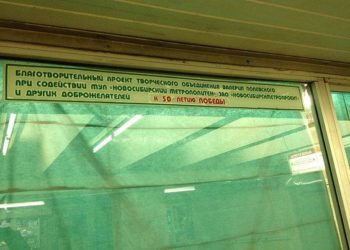 БЛАГОТВОРИТЕЛЬНЫЙ ПРОЕКТ ТВОРЧЕСКОГО ОБЪЕДИНЕНИЯ ВАЛЕРИЯ ПОЛЕВСКОГО
ПРИ СОДЕЙСТВИИ МУП «НОВОСИБИРСКИЙ МЕТРОПОЛИТЕН» ЗАО «НОВОСИБИРСКМЕТРОПРОЕКТ»
И ДРУГИХ ДОБРОЖЕЛАТЕЛЕЙ К 50-ЛЕТИЮ ПОБЕДЫ